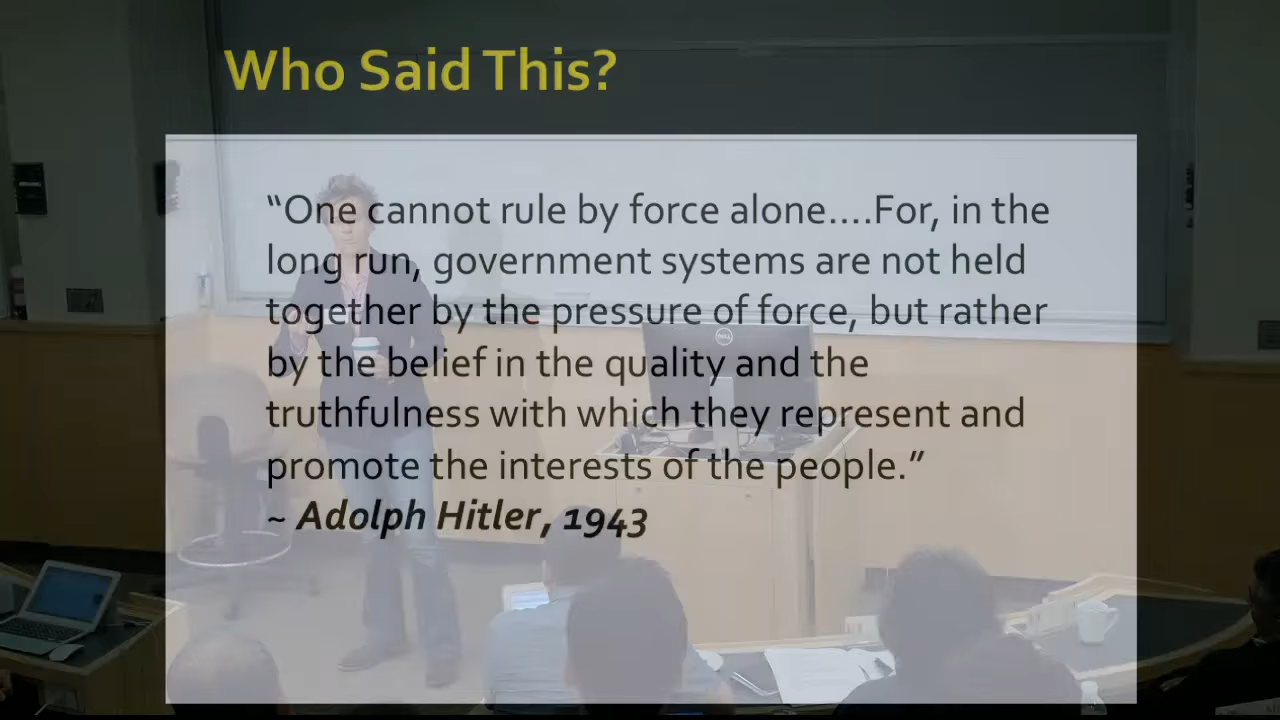 Who Said This?
“One cannot rule by force alone....For, in the
long run, government systems are not held
together by the pressure of force, but rather
by the belief in the quality and the
truthfulness with which they represent and
promote the interests of the people.”
~ Adolph Hitler, 1943
DELL